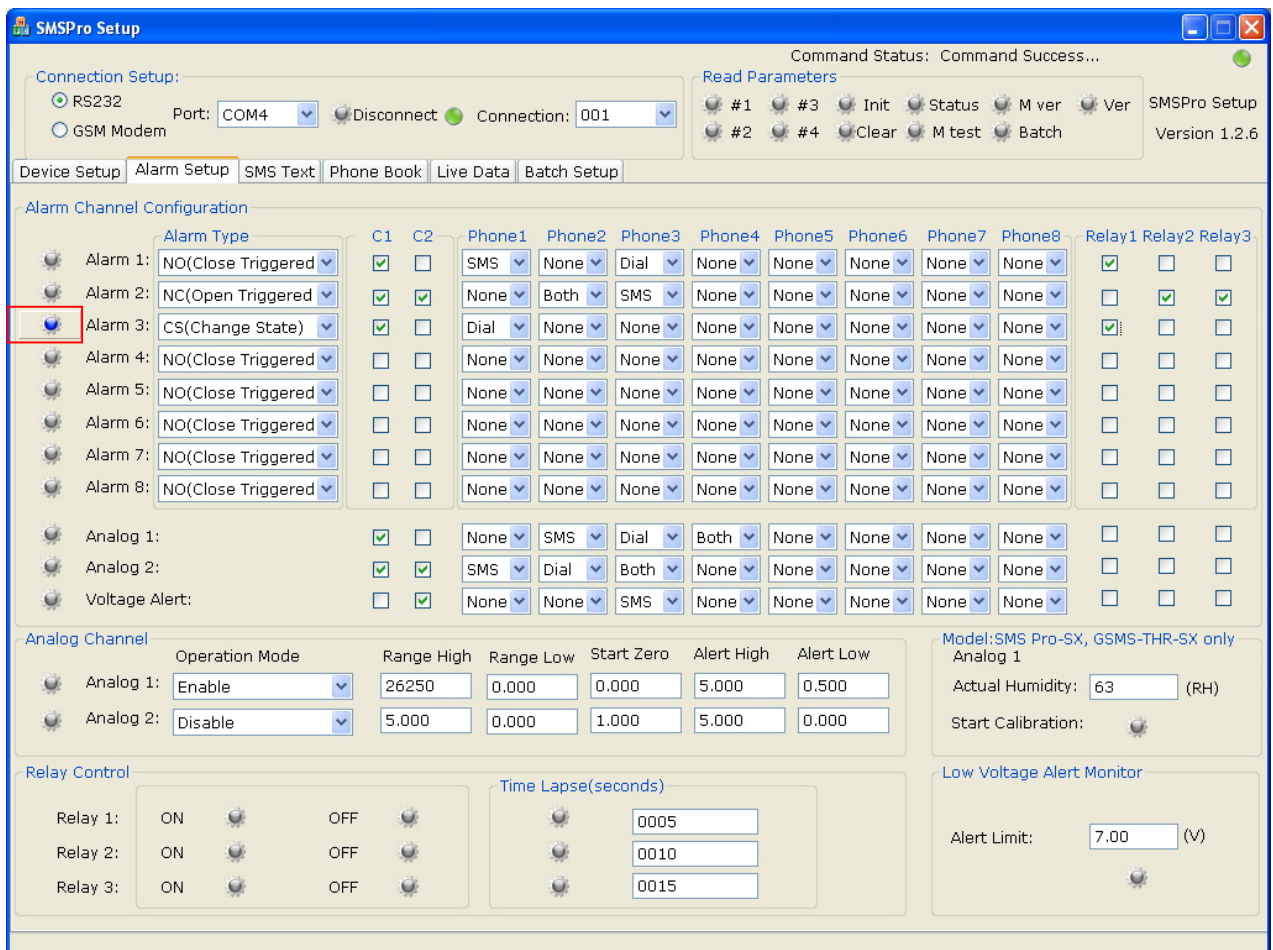 SMSPro Setup
Command Status: Command Success...
Connection Setup:
RS232
GSM Modem
Port: COM4 Disconnect Connection: 001
Read Parameters
#1 #3 Init Status M ver Ver
#2 #4 Clear M test Batch
SMSPro Setup
Version 1.2.6
Device Setup Alarm Setup SMS Text Phone Book Live Data Batch Setup
Alarm Channel Configuration
Alarm Type C1 C2 Phone1 Phone2 Phone3 Phone4 Phone5 Phone6 Phone7 Phone8 Relay1 Relay2 Relay3
Alarm 1: NO(Close Triggered SMS None Dial None None None None None
Alarm 2: NC(Open Triggered None Both SMS None None None None None
Alarm 3: CS(Change State) Dial None None None None None None None
Alarm 4: NO(Close Triggered None None None None None None None None
Alarm 5: NO(Close Triggered None None None None None None None None
Alarm 6: NO(Close Triggered None None None None None None None None
Alarm 7: NO(Close Triggered None None None None None None None None
Alarm 8: NO(Close Triggered None None None None None None None None
Analog 1: None SMS Dial Both None None None None
Analog 2: SMS Dial Both None None None None None
Voltage Alert: None None SMS None None None None None
Analog Channel
Operation Mode Range High Range Low Start Zero Alert High Alert Low
Analog 1: Enable 26250 0.000 0.000 5.000 0.500
Analog 2: Disable 5.000 0.000 1.000 5.000 0.000
Model:SMS Pro-SX, GSMS-THR-SX only
Analog 1
Actual Humidity: 63 (RH)
Start Calibration:
Relay Control
Time Lapse(seconds)
Relay 1: ON OFF 0005
Relay 2: ON OFF 0010
Relay 3: ON OFF 0015
Low Voltage Alert Monitor
Alert Limit: 7.00 (V)